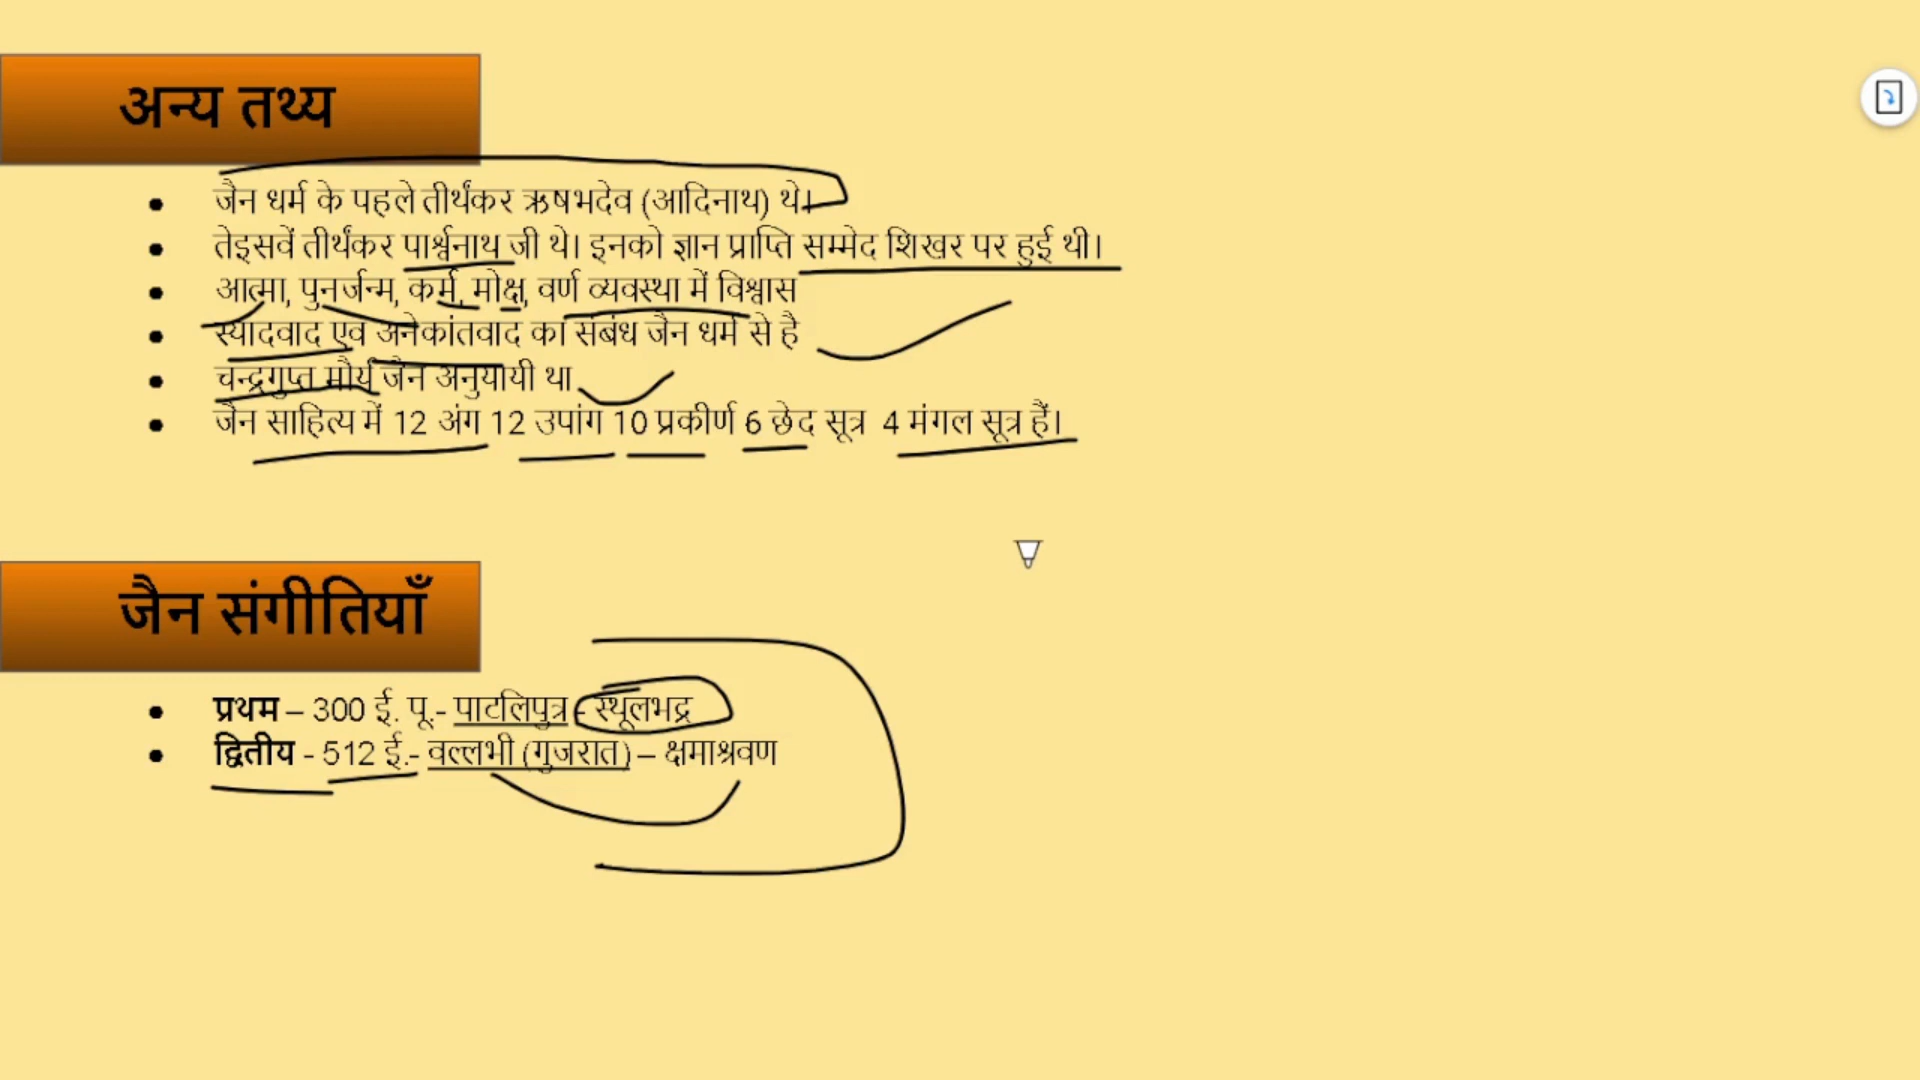 अन्य तथ्य
जैन धर्म के पहले तीर्थंकर ऋषभदेव (आदिनाथ) थे।
तेइसवें तीर्थंकर पार्श्वनाथ जी थे। इनको ज्ञान प्राप्ति सम्मेद शिखर पर हुई थी।
आत्मा, पुनर्जन्म, कर्म, मोक्ष, वर्ण व्यवस्था में विश्वास
स्यादवाद एवं अनेकांतवाद का संबंध जैन धर्म से है
चन्द्रगुप्त मौर्य जैन अनुयायी था
जैन साहित्य में 12 अंग 12 उपांग 10 प्रकीर्ण 6 छेद सूत्र 4 मंगल सूत्र हैं।
जैन संगीतियाँ
प्रथम – 300 ई. पू.- पाटलिपुत्र - स्थूलभद्र
द्वितीय - 512 ई.- वल्लभी (गुजरात) – क्षमाश्रवण